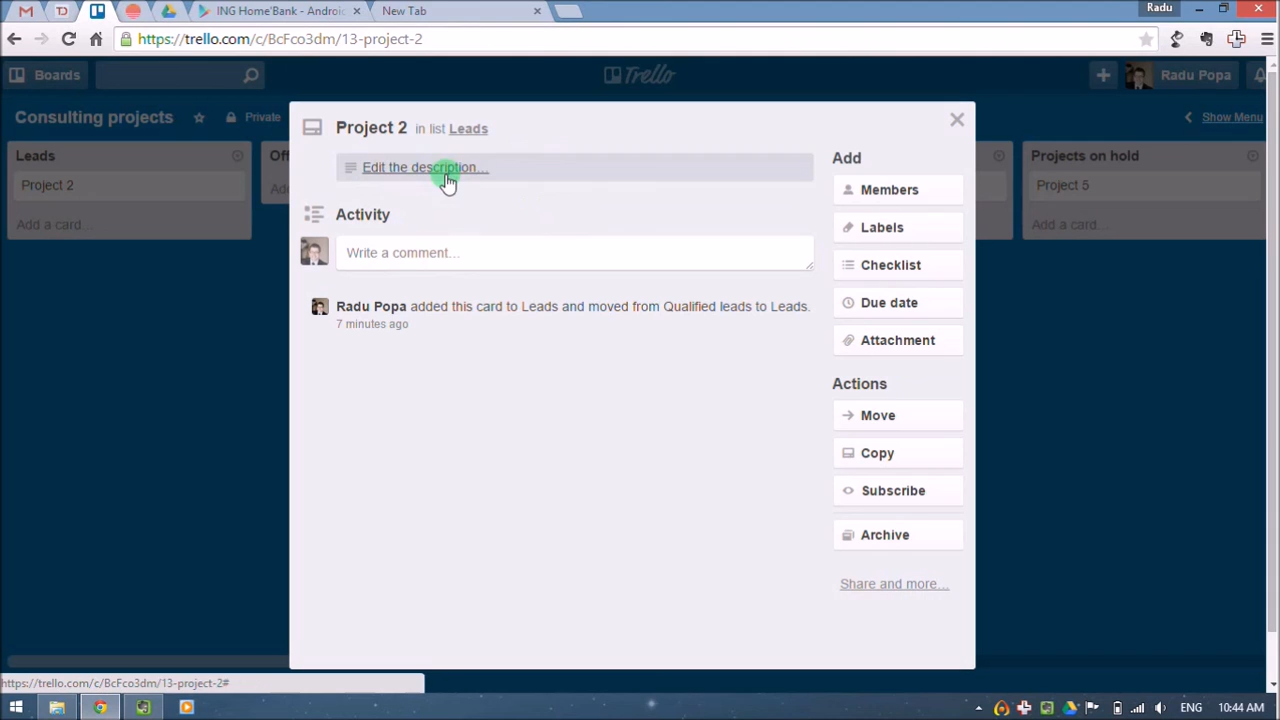 ING Home'Bank - Androi
New Tab
Radu
https://trello.com/c/BcFco3dm/13-project-2
Boards
Trello
Radu Popa
Consulting projects
Private
Show Menu
Leads
Project 2
Add a card...
Off
Ad
Project 2 in list Leads
Edit the description...
Activity
Write a comment...
Radu Popa added this card to Leads and moved from Qualified leads to Leads.
7 minutes ago
Add
Members
Labels
Checklist
Due date
Attachment
Actions
Move
Copy
Subscribe
Archive
Share and more...
Projects on hold
Project 5
Add a card...
https://trello.com/c/BcFco3dm/13-project-2#
ENG
10:44 AM